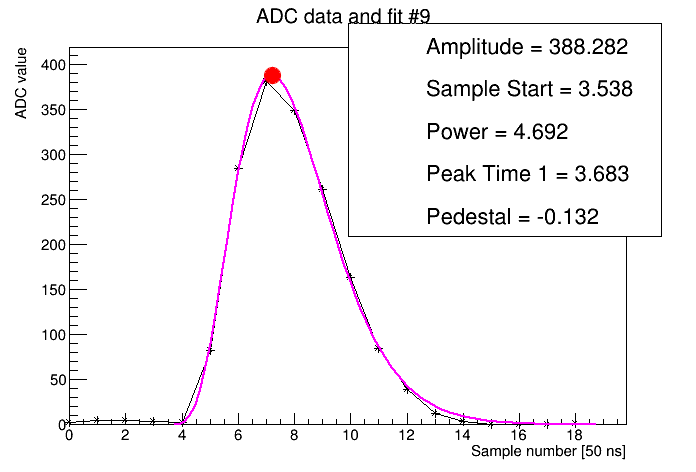 ADC data and fit #9
Amplitude = 388.282
Sample Start = 3.538
Power = 4.692
Peak Time 1 = 3.683
Pedestal = -0.132
ADC value
400
350
300
250
200
150
100
50
0
0 2 4 6 8 10 12 14 16 18
Sample number [50 ns]